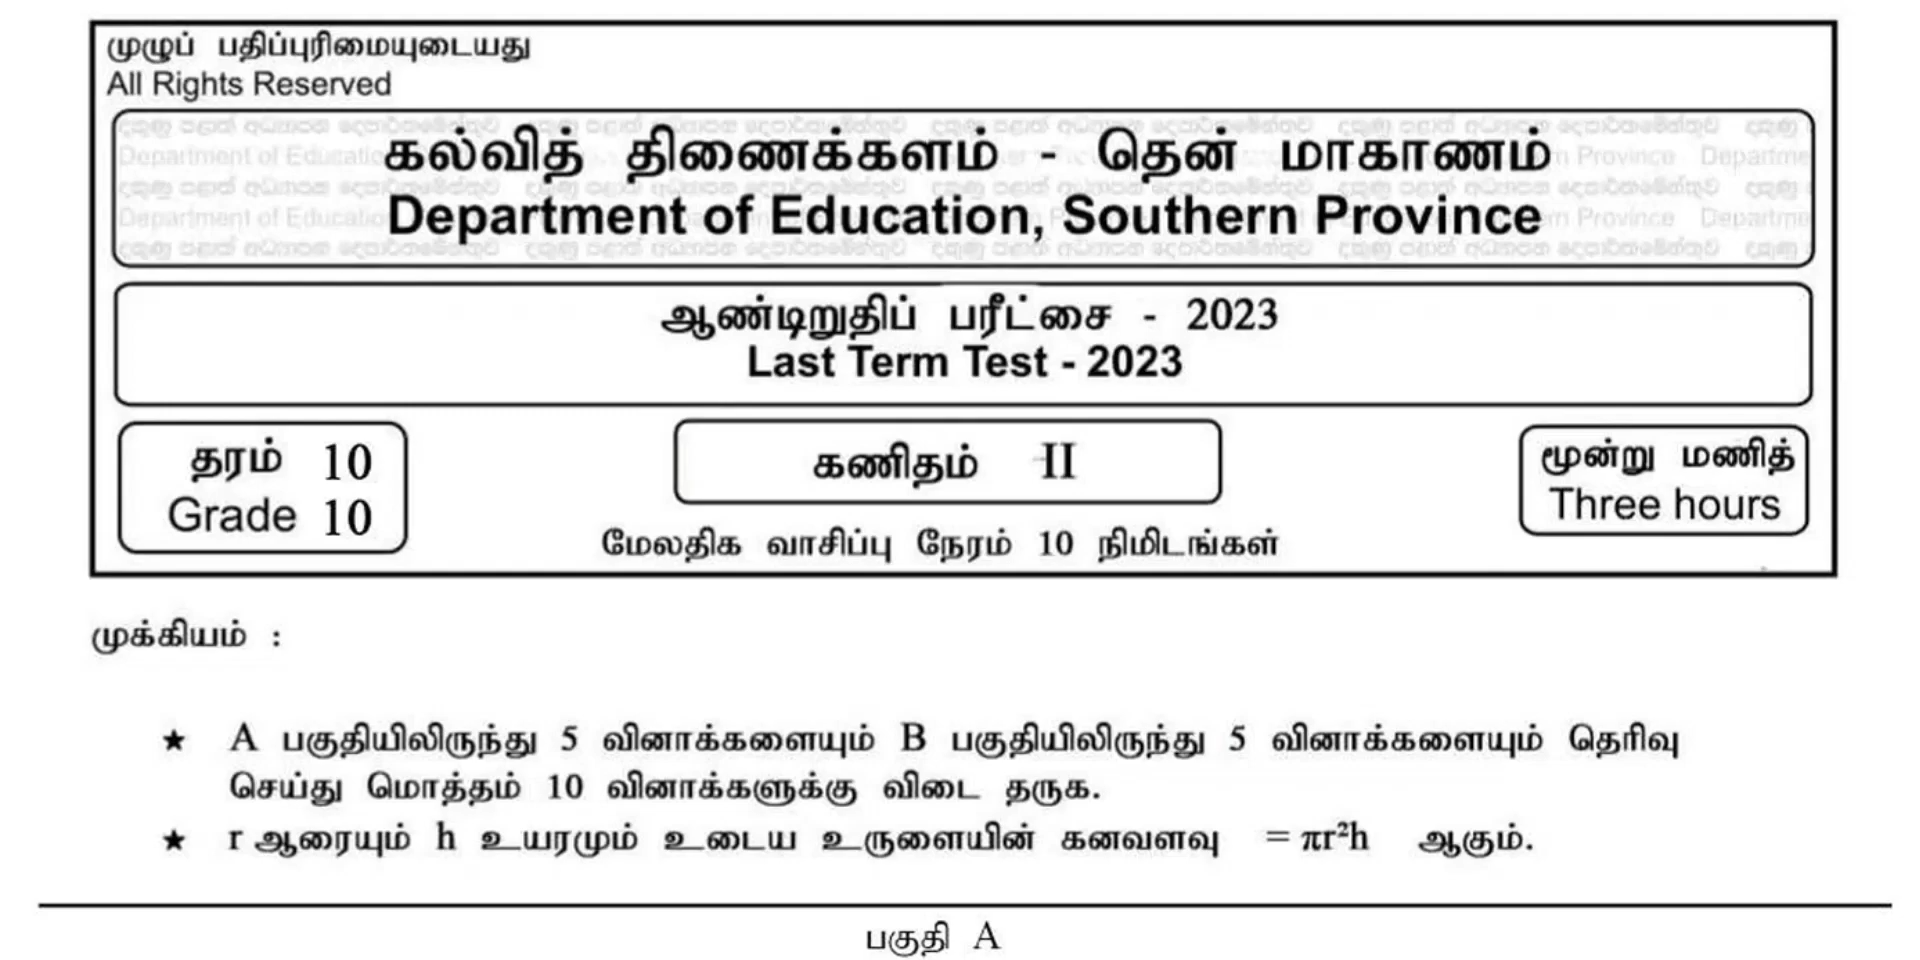 முழுப் பதிப்புரிமையுடையது
All Rights Reserved
கல்வித் திணைக்களம் - தென் மாகாணம்
Department of Education, Southern Province
ஆண்டிறுதிப் பரீட்சை - 2023
Last Term Test - 2023
தரம் 10
Grade 10
கணிதம் -II
மூன்று மணித்
Three hours
மேலதிக வாசிப்பு நேரம் 10 நிமிடங்கள்
முக்கியம் :
★ A பகுதியிலிருந்து 5 வினாக்களையும் B பகுதியிலிருந்து 5 வினாக்களையும் தெரிவு
செய்து மொத்தம் 10 வினாக்களுக்கு விடை தருக.
★ r ஆரையும் h உயரமும் உடைய உருளையின் கனவளவு = πr²h ஆகும்.
பகுதி A